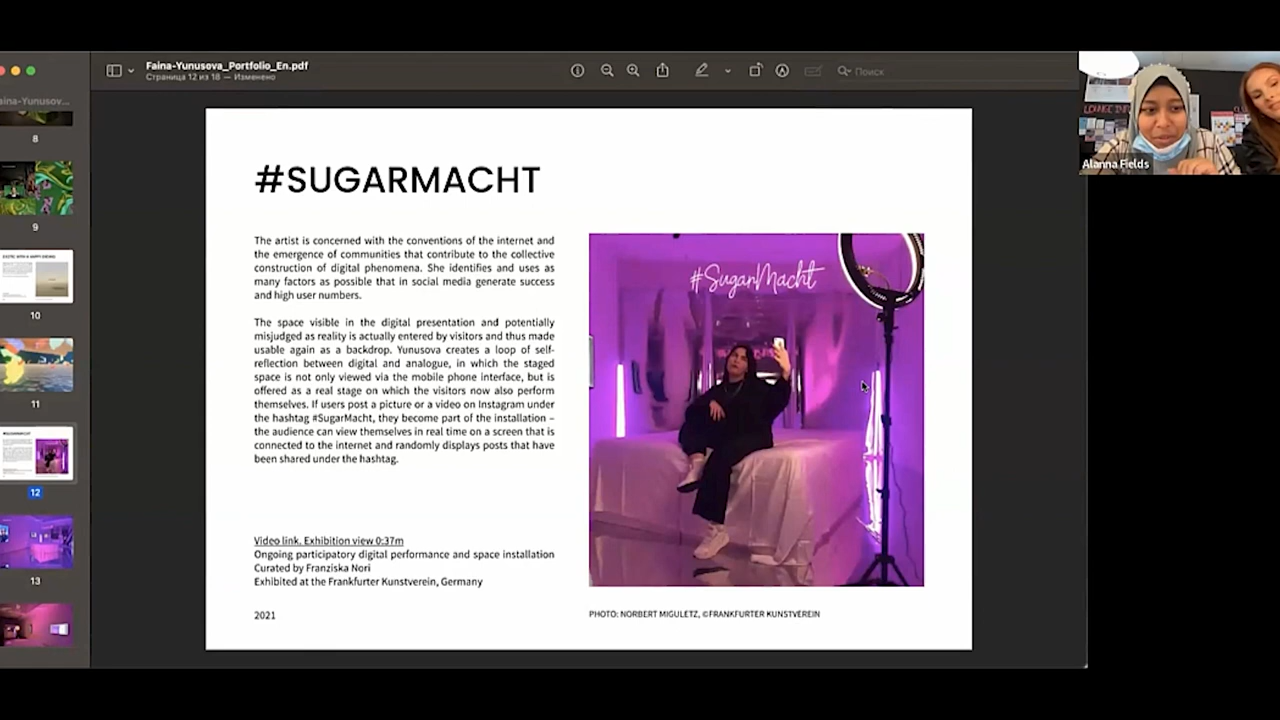 Faina-Yunusova_Portfolio_En.pdf
Страница 12 из 18 — Изменено
Поиск
aina-Yunusov...
8
9
10
11
12
13
#SUGARMACHT
The artist is concerned with the conventions of the internet and
the emergence of communities that contribute to the collective
construction of digital phenomena. She identifies and uses as
many factors as possible that in social media generate success
and high user numbers.
The space visible in the digital presentation and potentially
misjudged as reality is actually entered by visitors and thus made
usable again as a backdrop. Yunusova creates a loop of self-
reflection between digital and analogue, in which the staged
space is not only viewed via the mobile phone interface, but is
offered as a real stage on which the visitors now also perform
themselves. If users post a picture or a video on Instagram under
the hashtag #SugarMacht, they become part of the installation –
the audience can view themselves in real time on a screen that is
connected to the internet and randomly displays posts that have
been shared under the hashtag.
Video link. Exhibition view 0:37m
Ongoing participatory digital performance and space installation
Curated by Franziska Nori
Exhibited at the Frankfurter Kunstverein, Germany
2021
#SugarMacht
PHOTO: NORBERT MIGULETZ, ©FRANKFURTER KUNSTVEREIN
Alanna Fields